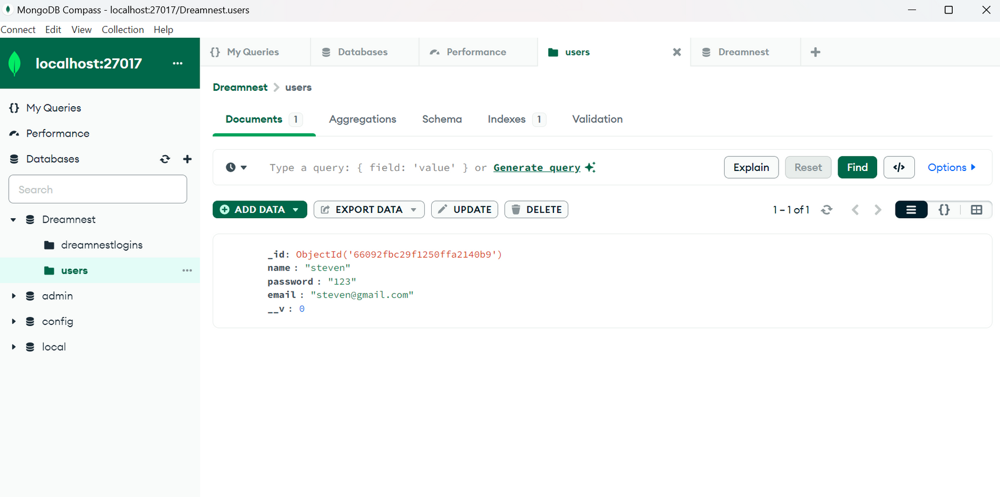 MongoDB Compass - localhost:27017/Dreamnest.users
Connect Edit View Collection Help
localhost:27017 ...
{} My Queries Databases Performance users Dreamnest
Dreamnest > users
{} My Queries
Performance
Databases
Search
Dreamnest
dreamnestlogins
users
admin
config
local
Documents 1 Aggregations Schema Indexes 1 Validation
Type a query: { field: 'value' } or Generate query Explain Reset Find </> Options
ADD DATA EXPORT DATA UPDATE DELETE 1 – 1 of 1 {}
_id: ObjectId('66092fbc29f1250ffa2140b9')
name : "steven"
password : "123"
email : "steven@gmail.com"
__v : 0